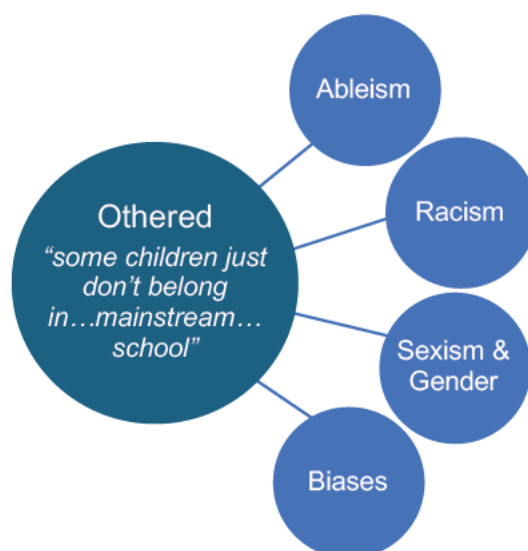 Othered
“some children just
don’t belong
in…mainstream…
school”
Ableism
Racism
Sexism &
Gender
Biases